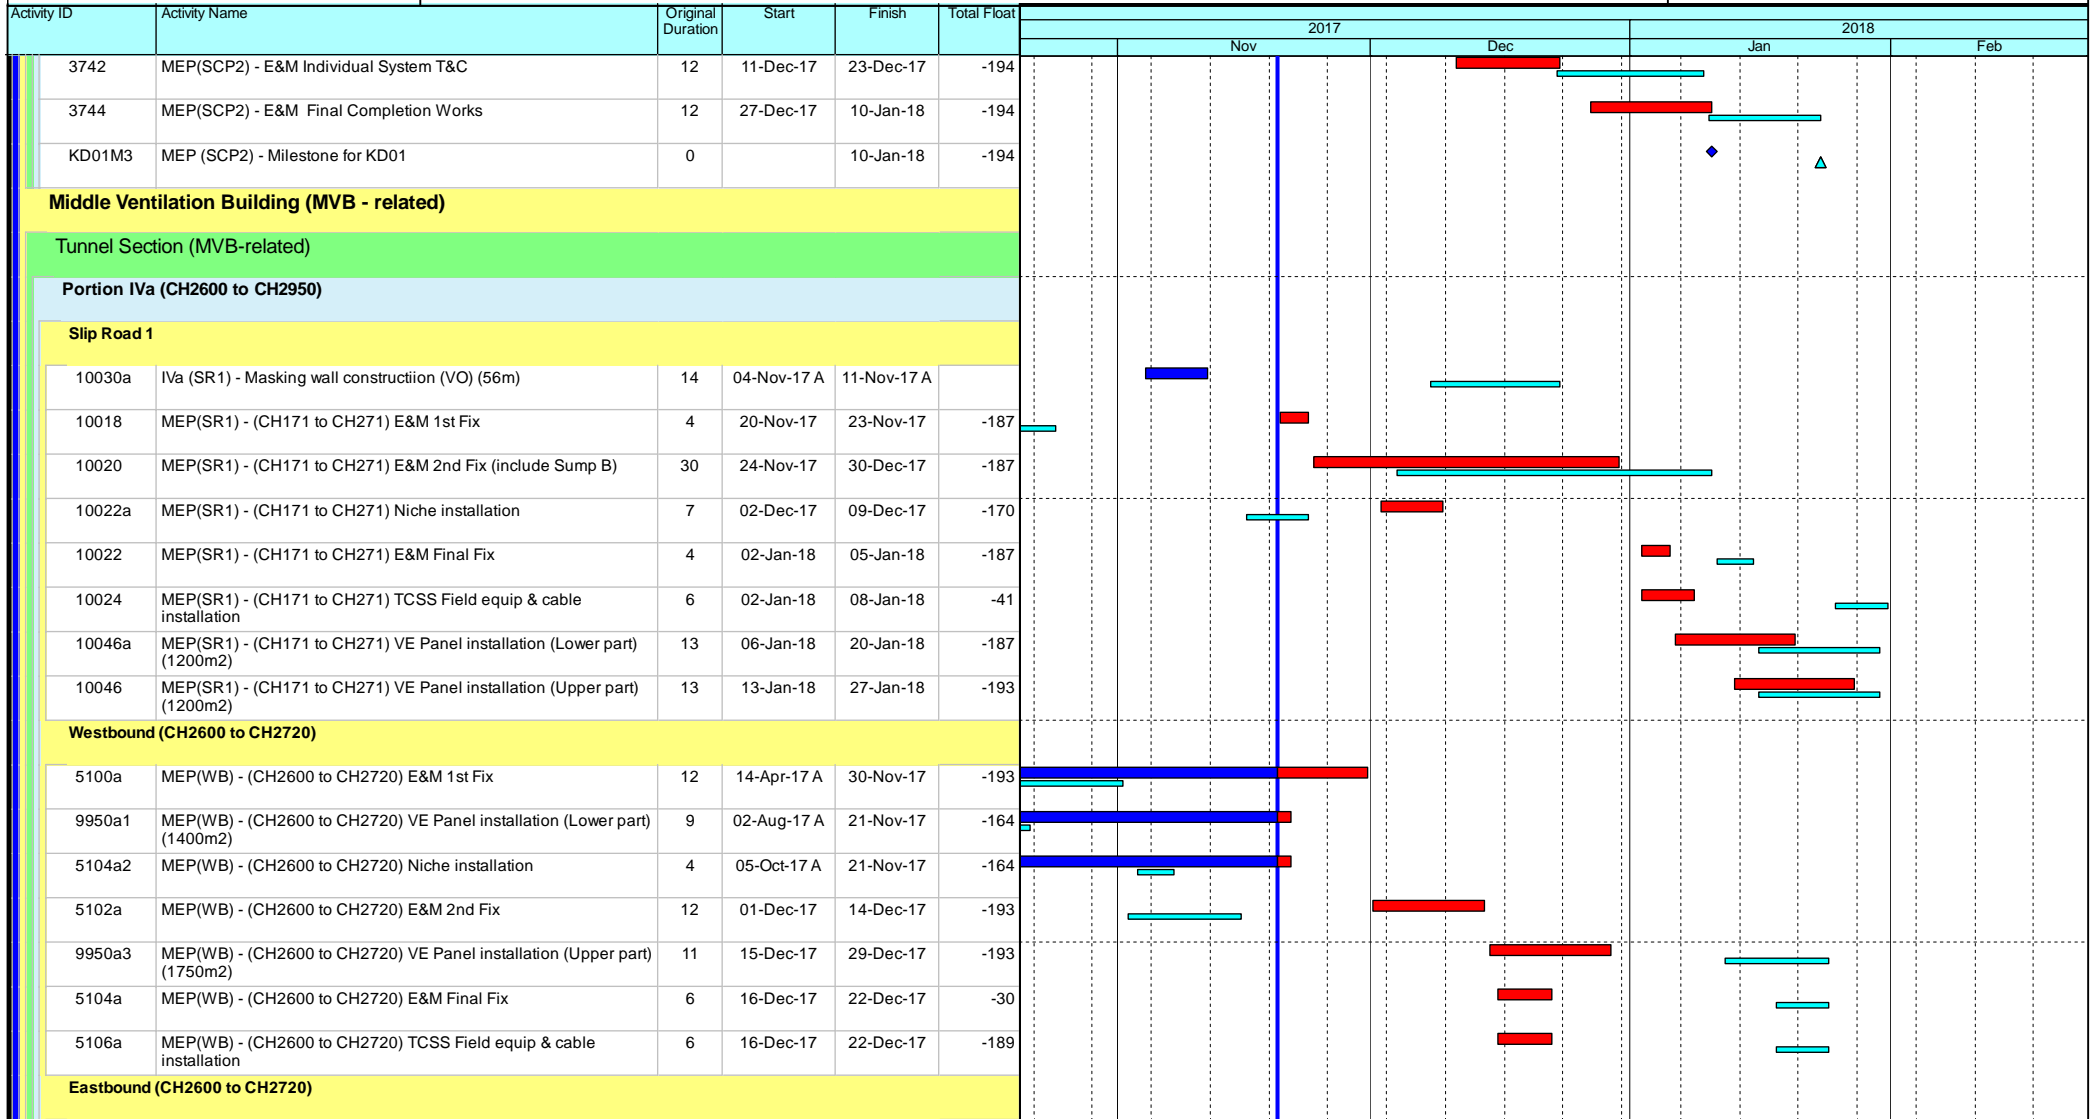 Activity ID Activity Name Original Duration Start Finish Total Float
2017 2018
Nov Dec Jan Feb
3742 MEP(SCP2) - E&M Individual System T&C 12 11-Dec-17 23-Dec-17 -194
3744 MEP(SCP2) - E&M Final Completion Works 12 27-Dec-17 10-Jan-18 -194
KD01M3 MEP (SCP2) - Milestone for KD01 0 10-Jan-18 -194
Middle Ventilation Building (MVB - related)
Tunnel Section (MVB-related)
Portion IVa (CH2600 to CH2950)
Slip Road 1
10030a IVa (SR1) - Masking wall constructiion (VO) (56m) 14 04-Nov-17 A 11-Nov-17 A
10018 MEP(SR1) - (CH171 to CH271) E&M 1st Fix 4 20-Nov-17 23-Nov-17 -187
10020 MEP(SR1) - (CH171 to CH271) E&M 2nd Fix (include Sump B) 30 24-Nov-17 30-Dec-17 -187
10022a MEP(SR1) - (CH171 to CH271) Niche installation 7 02-Dec-17 09-Dec-17 -170
10022 MEP(SR1) - (CH171 to CH271) E&M Final Fix 4 02-Jan-18 05-Jan-18 -187
10024 MEP(SR1) - (CH171 to CH271) TCSS Field equip & cable installation 6 02-Jan-18 08-Jan-18 -41
10046a MEP(SR1) - (CH171 to CH271) VE Panel installation (Lower part) (1200m2) 13 06-Jan-18 20-Jan-18 -187
10046 MEP(SR1) - (CH171 to CH271) VE Panel installation (Upper part) (1200m2) 13 13-Jan-18 27-Jan-18 -193
Westbound (CH2600 to CH2720)
5100a MEP(WB) - (CH2600 to CH2720) E&M 1st Fix 12 14-Apr-17 A 30-Nov-17 -193
9950a1 MEP(WB) - (CH2600 to CH2720) VE Panel installation (Lower part) (1400m2) 9 02-Aug-17 A 21-Nov-17 -164
5104a2 MEP(WB) - (CH2600 to CH2720) Niche installation 4 05-Oct-17 A 21-Nov-17 -164
5102a MEP(WB) - (CH2600 to CH2720) E&M 2nd Fix 12 01-Dec-17 14-Dec-17 -193
9950a3 MEP(WB) - (CH2600 to CH2720) VE Panel installation (Upper part) (1750m2) 11 15-Dec-17 29-Dec-17 -193
5104a MEP(WB) - (CH2600 to CH2720) E&M Final Fix 6 16-Dec-17 22-Dec-17 -30
5106a MEP(WB) - (CH2600 to CH2720) TCSS Field equip & cable installation 6 16-Dec-17 22-Dec-17 -189
Eastbound (CH2600 to CH2720)